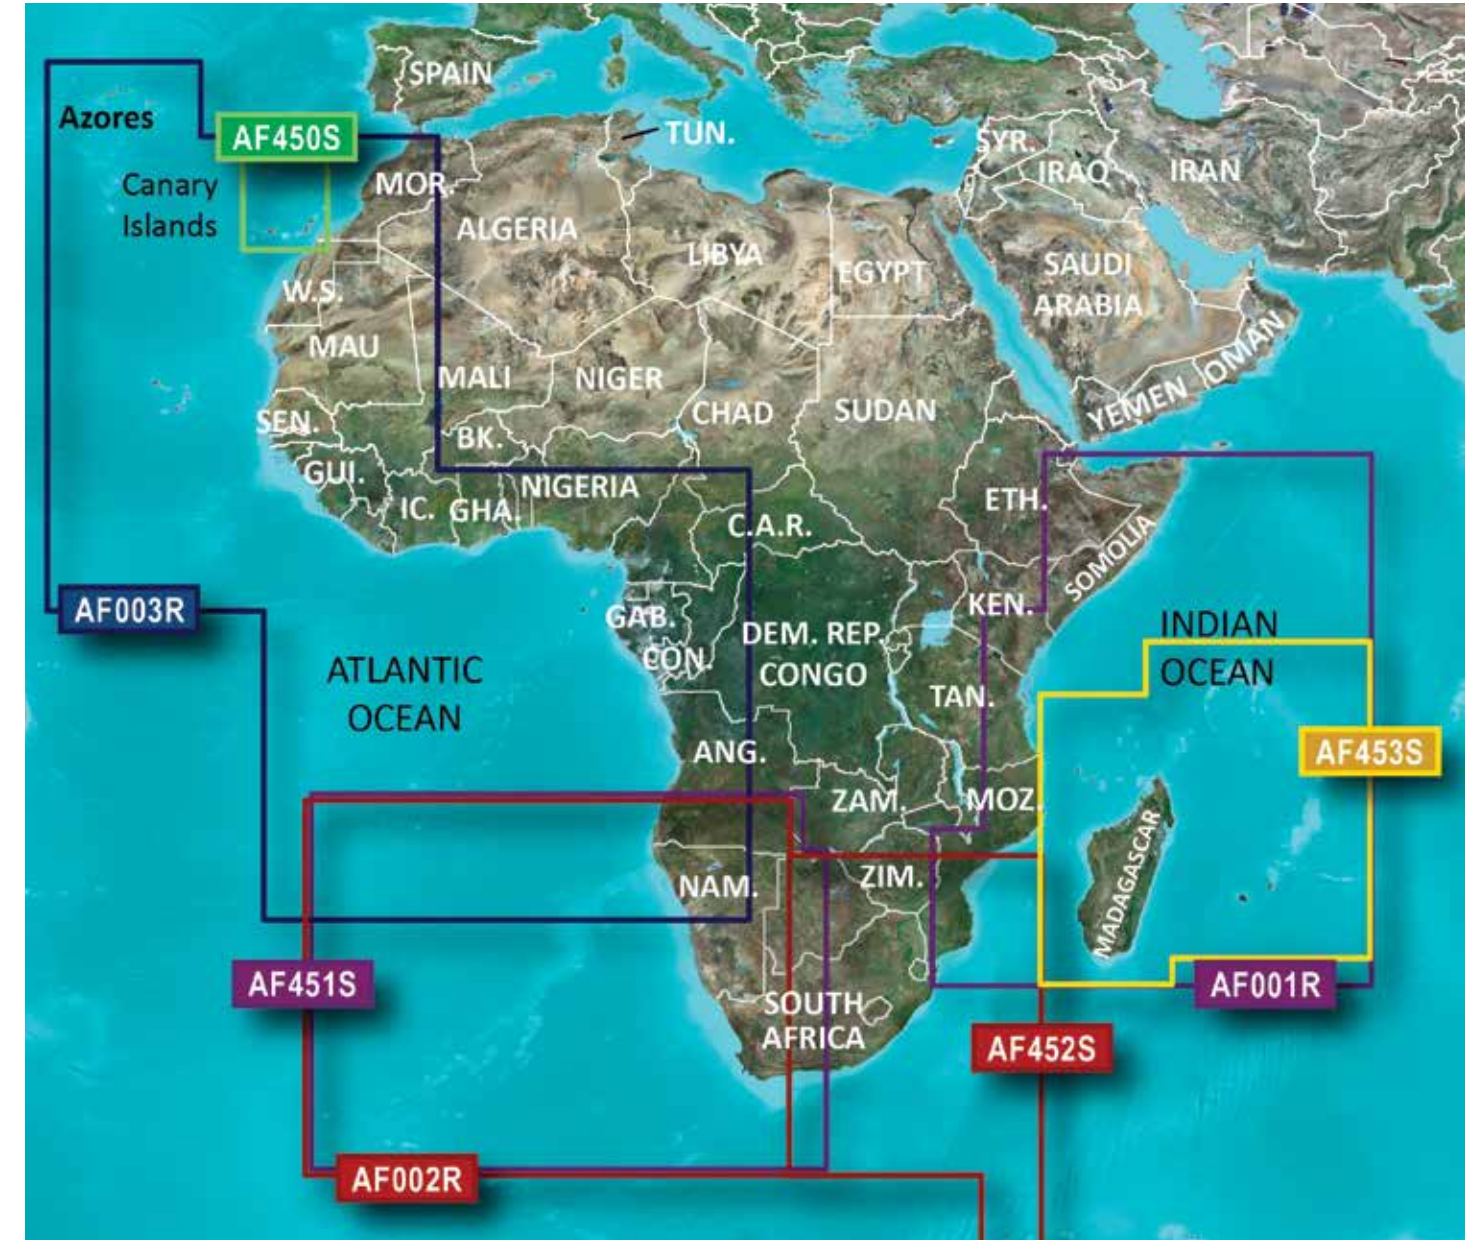 SPAIN
Azores
AF450S
TUN.
SYR.
IRAQ
IRAN
Canary
Islands
MOR.
ALGERIA
LIBYA
EGYPT
SAUDI
ARABIA
W.S.
MAU
MALI
NIGER
CHAD
SUDAN
YEMEN
OMAN
SEN.
BK.
GUI.
IC.
GHA.
NIGERIA
C.A.R.
ETH.
SOMOLIA
AF003R
GAB.
CON.
DEM. REP.
CONGO
KEN.
INDIAN
OCEAN
ATLANTIC
OCEAN
TAN.
ANG.
ZAM.
MOZ.
AF453S
NAM.
ZIM.
MADAGASCAR
AF451S
SOUTH
AFRICA
AF001R
AF452S
AF002R